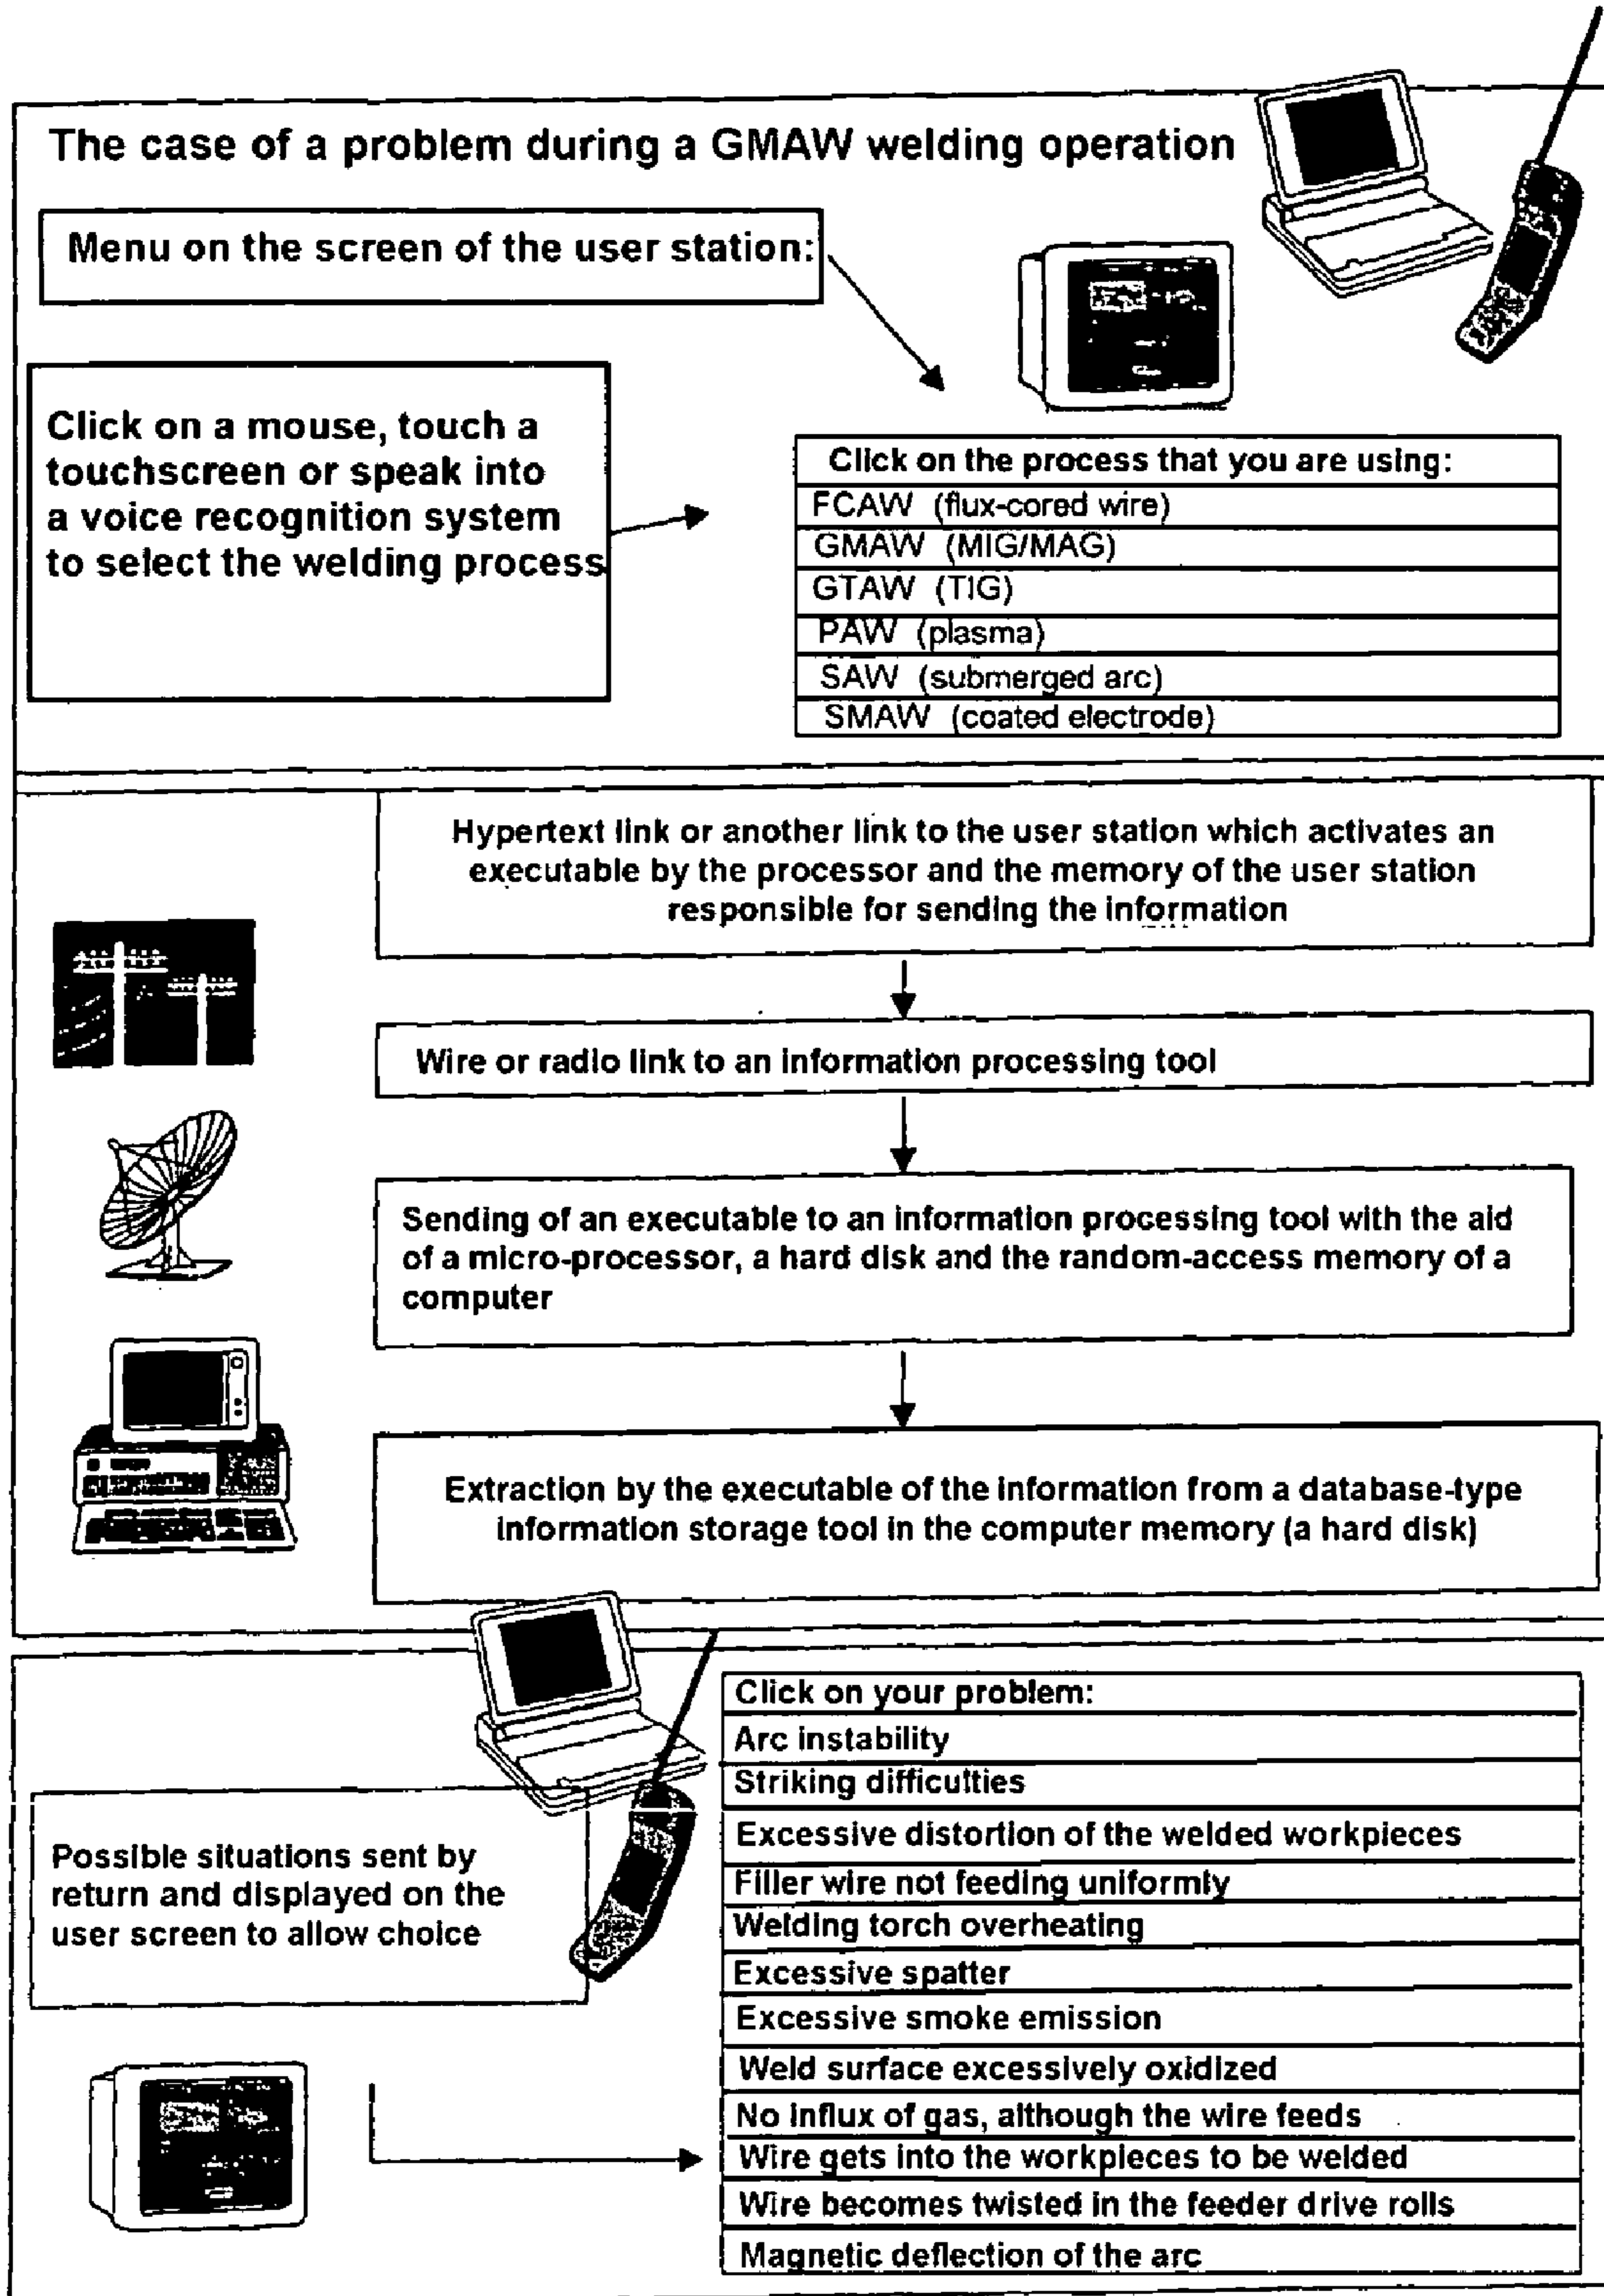 The case of a problem during a GMAW welding operation
Menu on the screen of the user station:
Click on a mouse, touch a
touchscreen or speak into
a voice recognition system
to select the welding process
Click on the process that you are using:
FCAW (flux-cored wire)
GMAW (MIG/MAG)
GTAW (TIG)
PAW (plasma)
SAW (submerged arc)
SMAW (coated electrode)
Hypertext link or another link to the user station which activates an
executable by the processor and the memory of the user station
responsible for sending the information
Wire or radio link to an information processing tool
Sending of an executable to an information processing tool with the aid
of a micro-processor, a hard disk and the random-access memory of a
computer
Extraction by the executable of the information from a database-type
information storage tool in the computer memory (a hard disk)
Possible situations sent by
return and displayed on the
user screen to allow choice
Click on your problem:
Arc instability
Striking difficulties
Excessive distortion of the welded workpieces
Filler wire not feeding uniformly
Welding torch overheating
Excessive spatter
Excessive smoke emission
Weld surface excessively oxidized
No influx of gas, although the wire feeds
Wire gets into the workpieces to be welded
Wire becomes twisted in the feeder drive rolls
Magnetic deflection of the arc